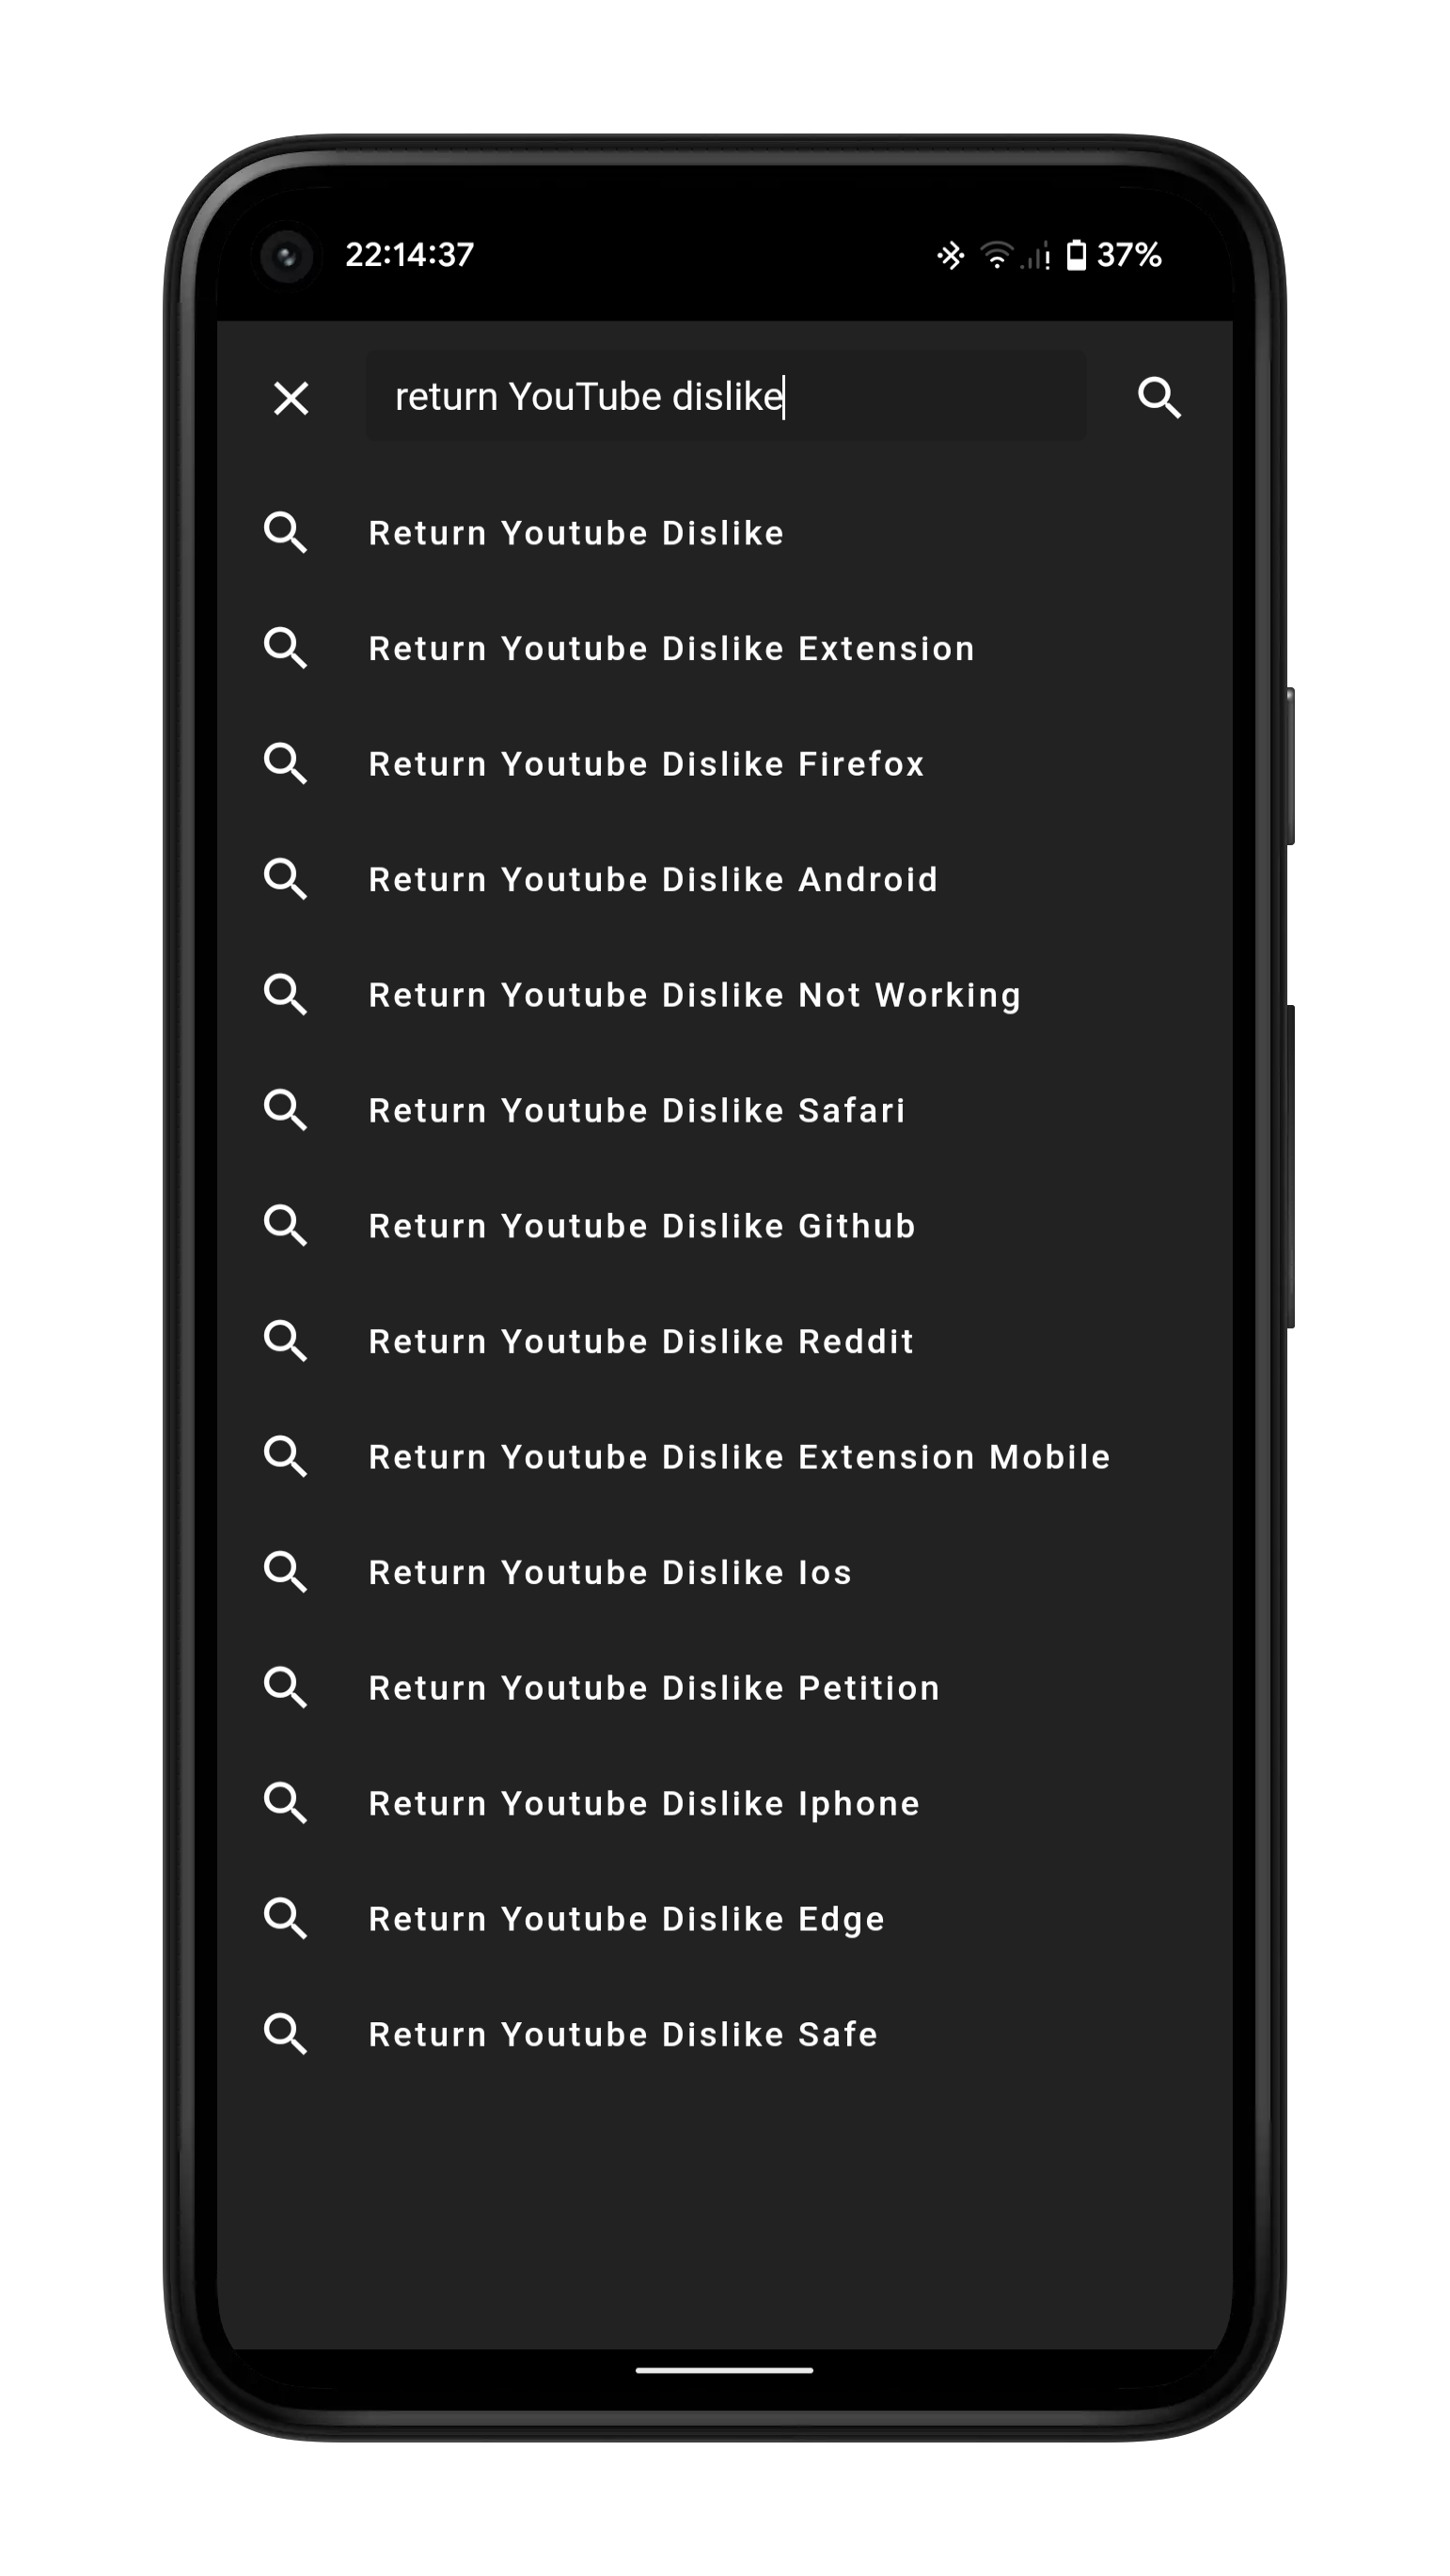 22:14:37 37%
return YouTube dislike
Return Youtube Dislike
Return Youtube Dislike Extension
Return Youtube Dislike Firefox
Return Youtube Dislike Android
Return Youtube Dislike Not Working
Return Youtube Dislike Safari
Return Youtube Dislike Github
Return Youtube Dislike Reddit
Return Youtube Dislike Extension Mobile
Return Youtube Dislike Ios
Return Youtube Dislike Petition
Return Youtube Dislike Iphone
Return Youtube Dislike Edge
Return Youtube Dislike Safe